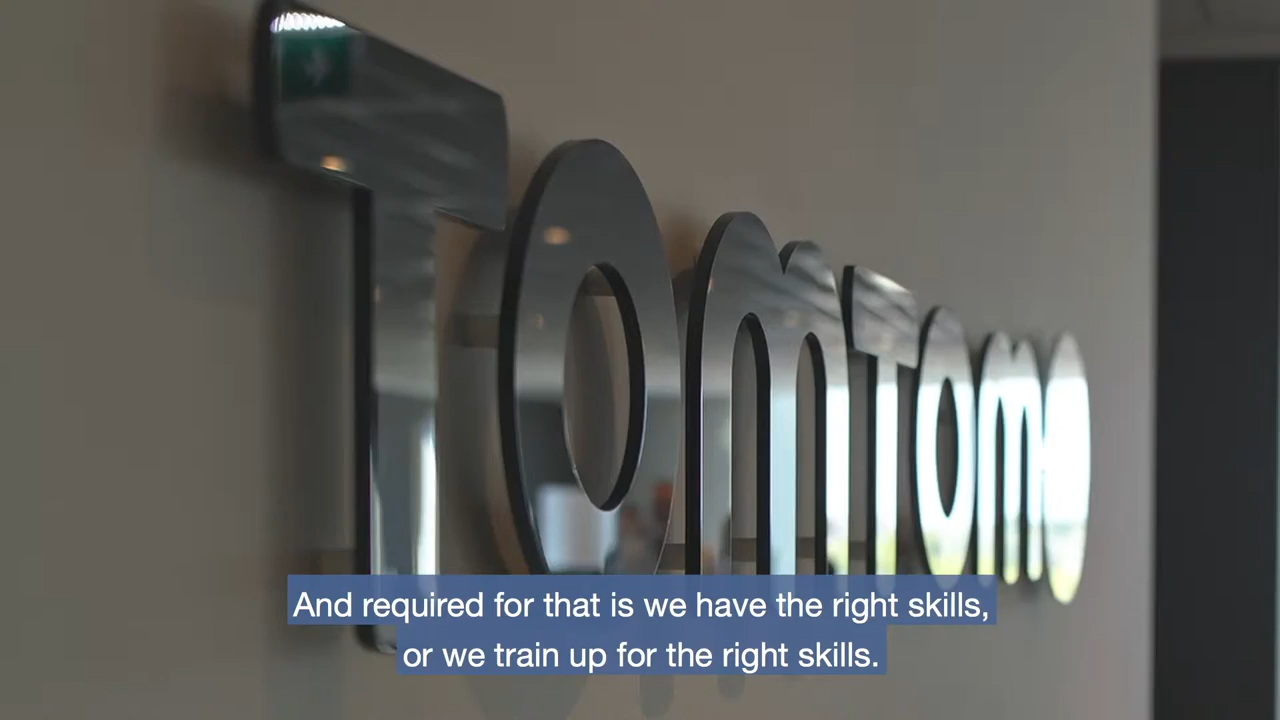 TomTom
And required for that is we have the right skills,
or we train up for the right skills.